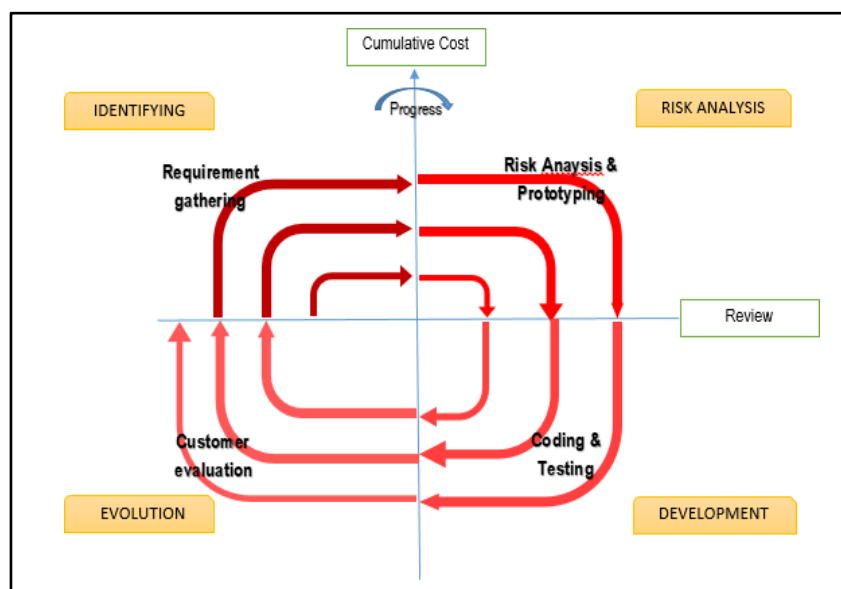 Cumulative Cost
IDENTIFYING
Progress
RISK ANALYSIS
Requirement
gathering
Risk Anaysis &
Prototyping
Review
Customer
evaluation
Coding &
Testing
EVOLUTION
DEVELOPMENT